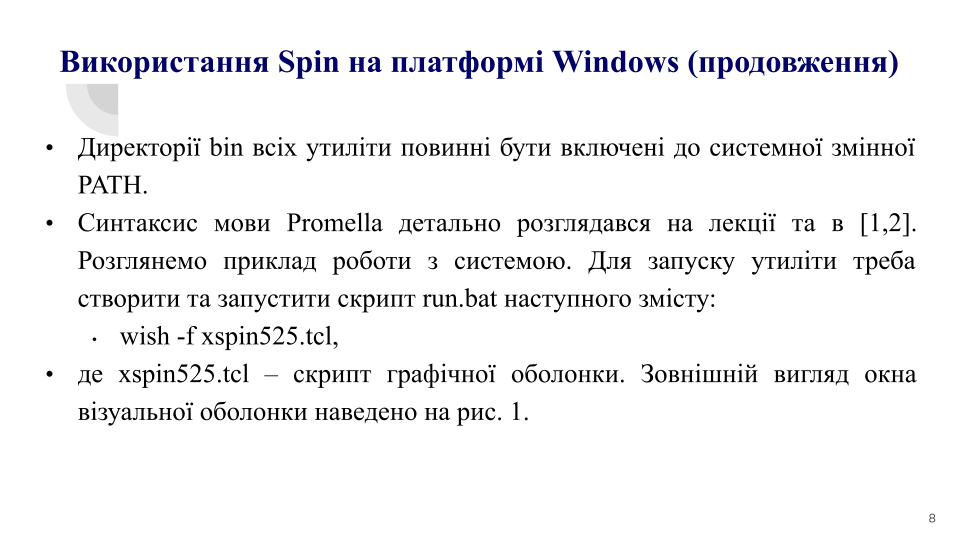 Використання Spin на платформі Windows (продовження)
• Директорії bin всіх утиліти повинні бути включені до системної змінної
PATH.
• Синтаксис мови Promella детально розглядався на лекції та в [1,2].
Розглянемо приклад роботи з системою. Для запуску утиліти треба
створити та запустити скрипт run.bat наступного змісту:
• wish -f xspin525.tcl,
• де xspin525.tcl – скрипт графічної оболонки. Зовнішній вигляд окна
візуальної оболонки наведено на рис. 1.
8